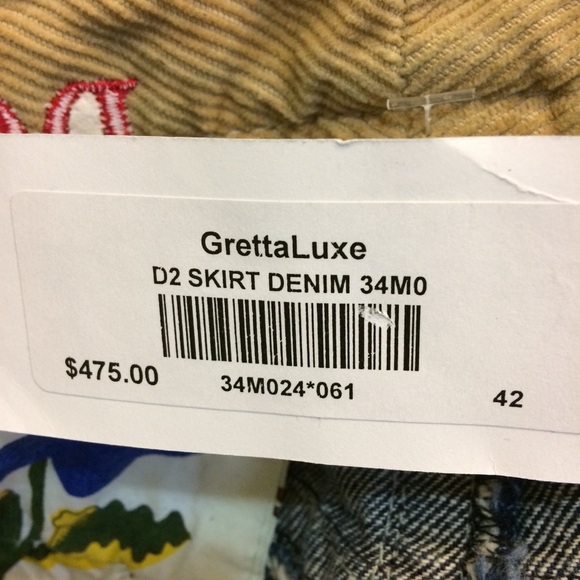 GrettaLuxe
D2 SKIRT DENIM 34M0
$475.00
34M024*061
42